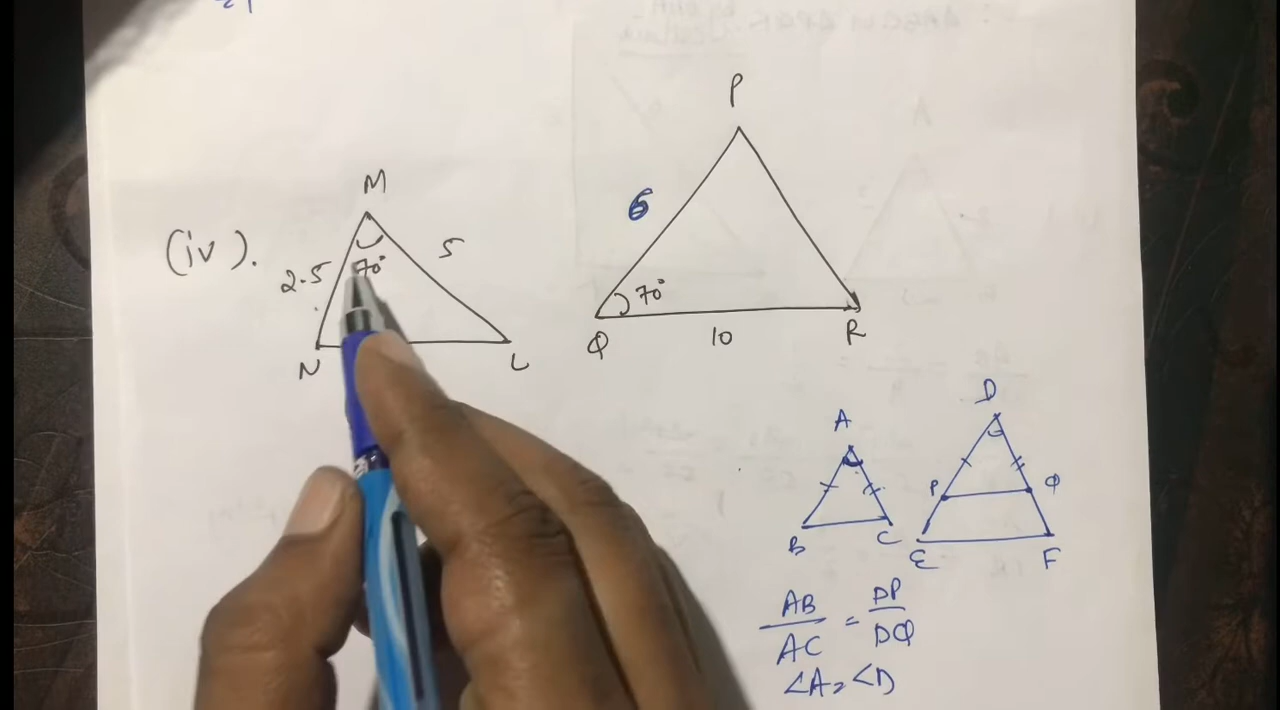 (iv).
M
2.5
70°
5
N
L
P
6
70°
Q
10
R
A
B
C
D
P
Q
E
F
AB/AC = DP/DQ
∠A = ∠D